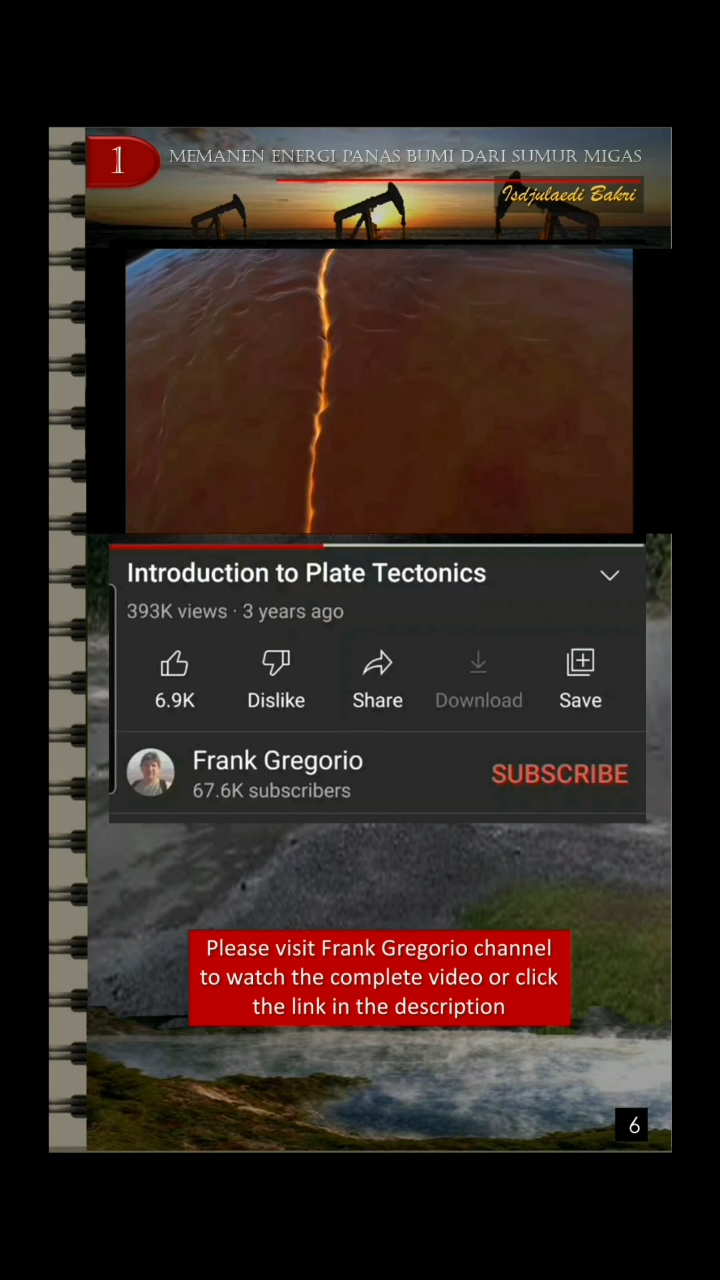 1
MEMANEN ENERGI PANAS BUMI DARI SUMUR MIGAS
Isdjulaedi Bakri
Introduction to Plate Tectonics
393K views · 3 years ago
6.9K
Dislike
Share
Download
Save
Frank Gregorio
67.6K subscribers
SUBSCRIBE
Please visit Frank Gregorio channel
to watch the complete video or click
the link in the description
6